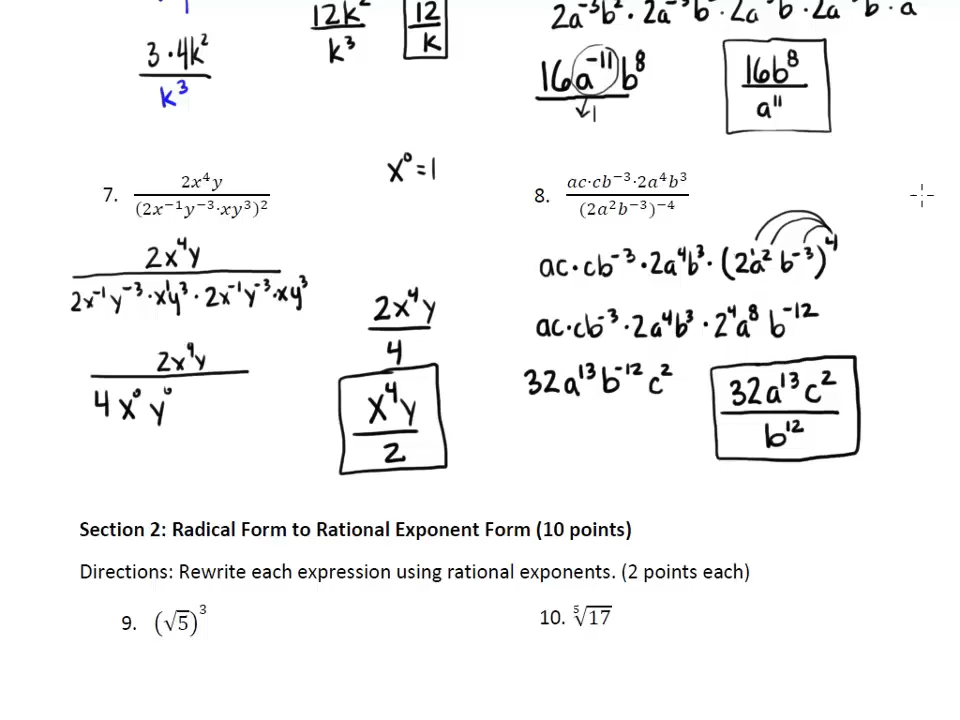 12k² / k³ 12 / k
2a⁻³b² · 2a⁻³b · 2a b · 2a b · a
3·4k² / k³
16a⁻¹¹b⁸ / 1
16b⁸ / a¹¹
x⁰=1
7. 2x⁴y / (2x⁻¹y⁻³·xy³)²
8. ac·cb⁻³·2a⁴b³ / (2a²b⁻³)⁻⁴
2x⁴y / 2x⁻¹y⁻³·x¹y³·2x⁻¹y⁻³·xy³
ac·cb⁻³·2a⁴b³·(2¹a²b⁻³)⁴
2x⁴y / 4
ac·cb⁻³·2a⁴b³·2⁴a⁸b⁻¹²
2x⁴y / 4x⁰y⁰
x⁴y / 2
32a¹³b⁻¹²c²
32a¹³c² / b¹²
Section 2: Radical Form to Rational Exponent Form (10 points)
Directions: Rewrite each expression using rational exponents. (2 points each)
9. (√5)³
10. ⁵√17